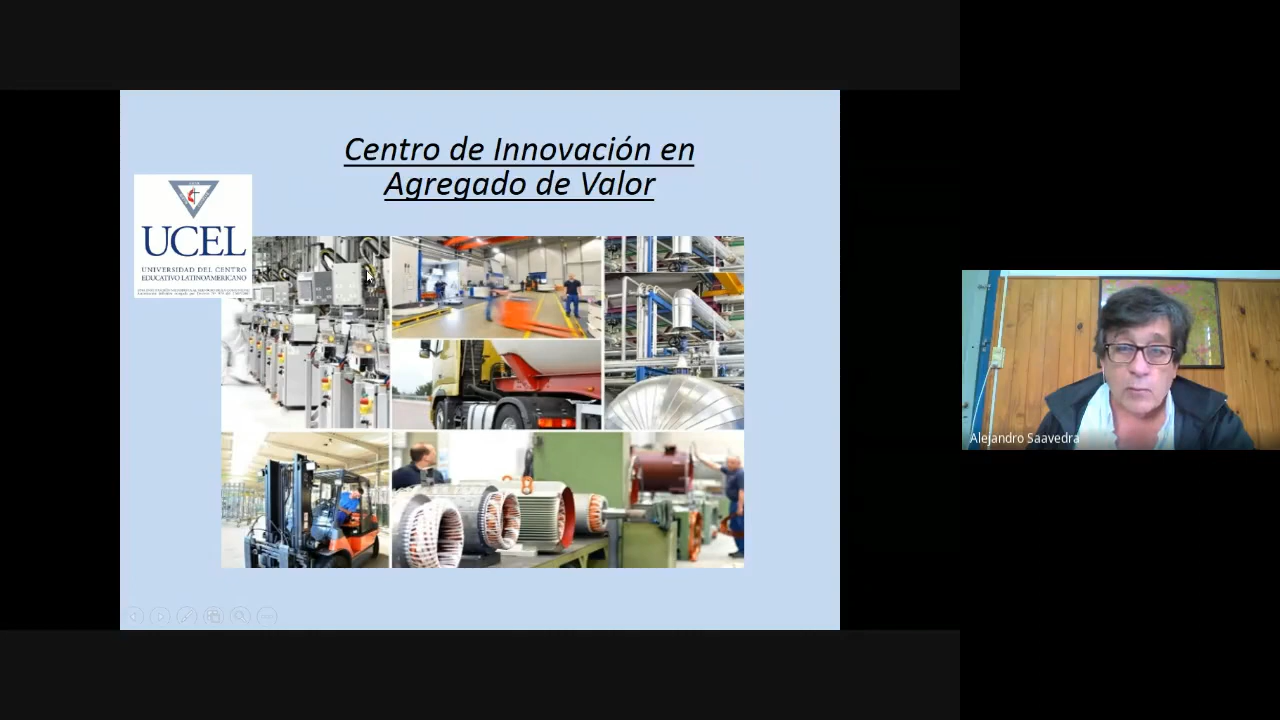 Centro de Innovación en
Agregado de Valor
UCEL
UNIVERSIDAD DEL CENTRO
EDUCATIVO LATINOAMERICANO
Alejandro Saavedra